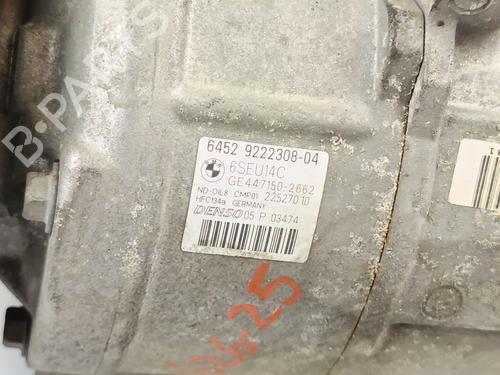 B-PARTS
6452 9222308-04
6SEU14C
GE447150-2662
ND-OIL8 CMP01 22527010
HFC134a GERMANY
DENSO 05 P 03474